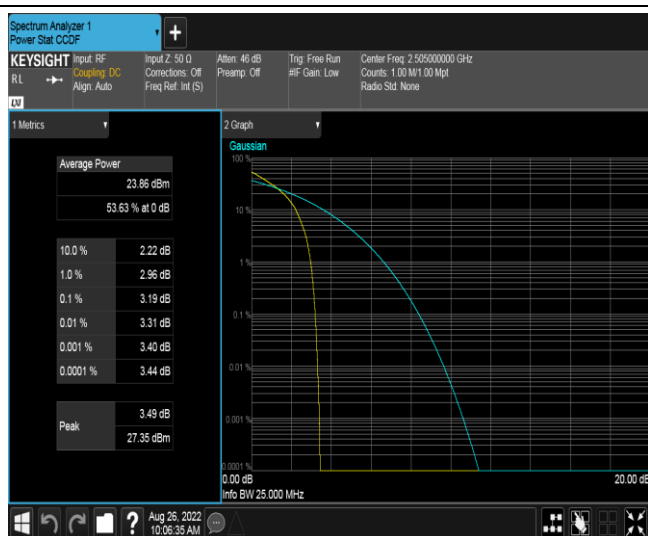 Spectrum Analyzer 1
Power Stat CCDF
+
KEYSIGHT
RL
LXI
Input: RF
Coupling: DC
Align: Auto
Input Z: 50 Ω
Corrections: Off
Freq Ref: Int (S)
Atten: 46 dB
Preamp: Off
Trig: Free Run
#IF Gain: Low
Center Freq: 2.505000000 GHz
Counts: 1.00 M/1.00 Mpt
Radio Std: None
1 Metrics
Average Power
23.86 dBm
53.63 % at 0 dB
10.0 % 2.22 dB
1.0 % 2.96 dB
0.1 % 3.19 dB
0.01 % 3.31 dB
0.001 % 3.40 dB
0.0001 % 3.44 dB
Peak
3.49 dB
27.35 dBm
2 Graph
Gaussian
100 %
10 %
1 %
0.1 %
0.01 %
0.001 %
0.0001 %
0.00 dB 20.00 dB
Info BW 25.000 MHz
?
Aug 26, 2022
10:06:35 AM